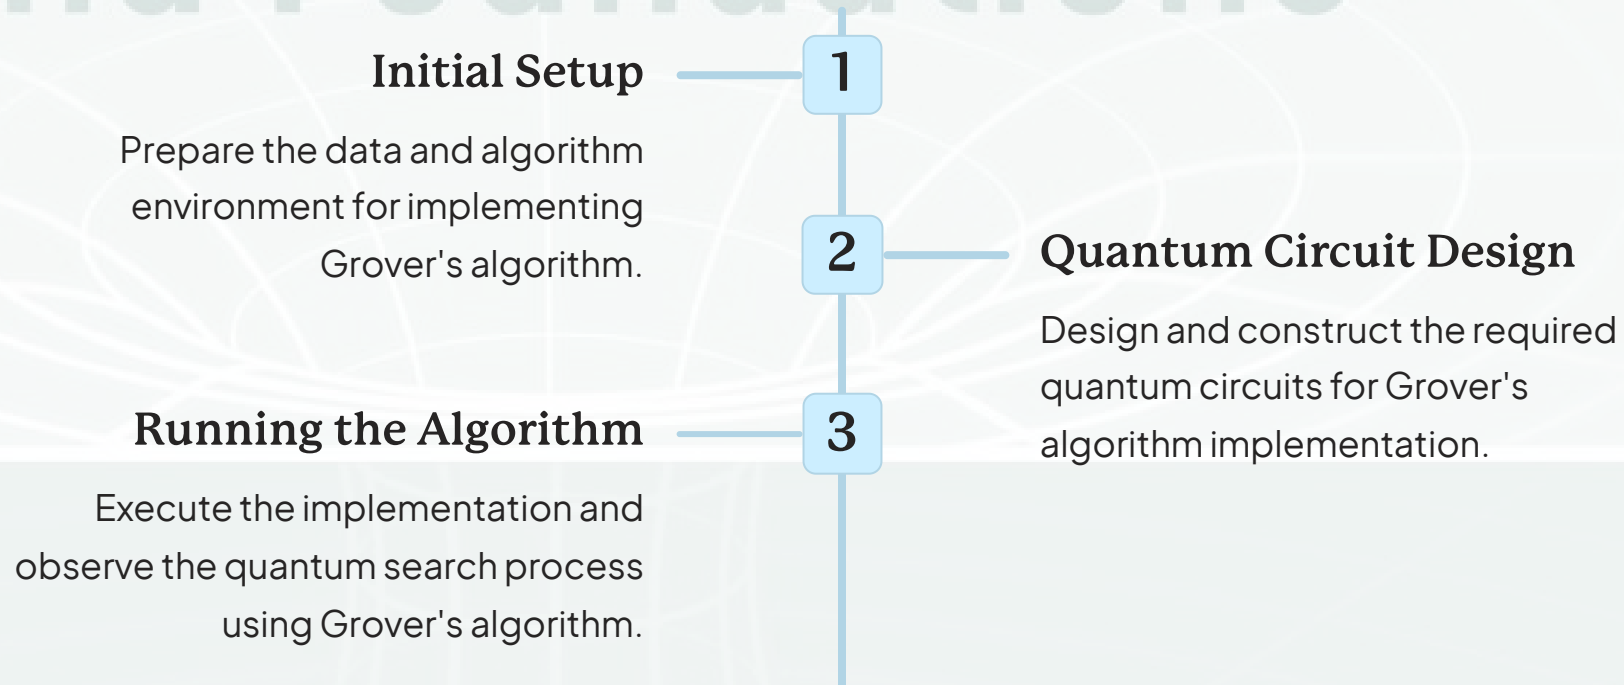 Initial Setup
1
Prepare the data and algorithm
environment for implementing
Grover's algorithm.
2
Quantum Circuit Design
Design and construct the required
quantum circuits for Grover's
algorithm implementation.
Running the Algorithm
3
Execute the implementation and
observe the quantum search process
using Grover's algorithm.